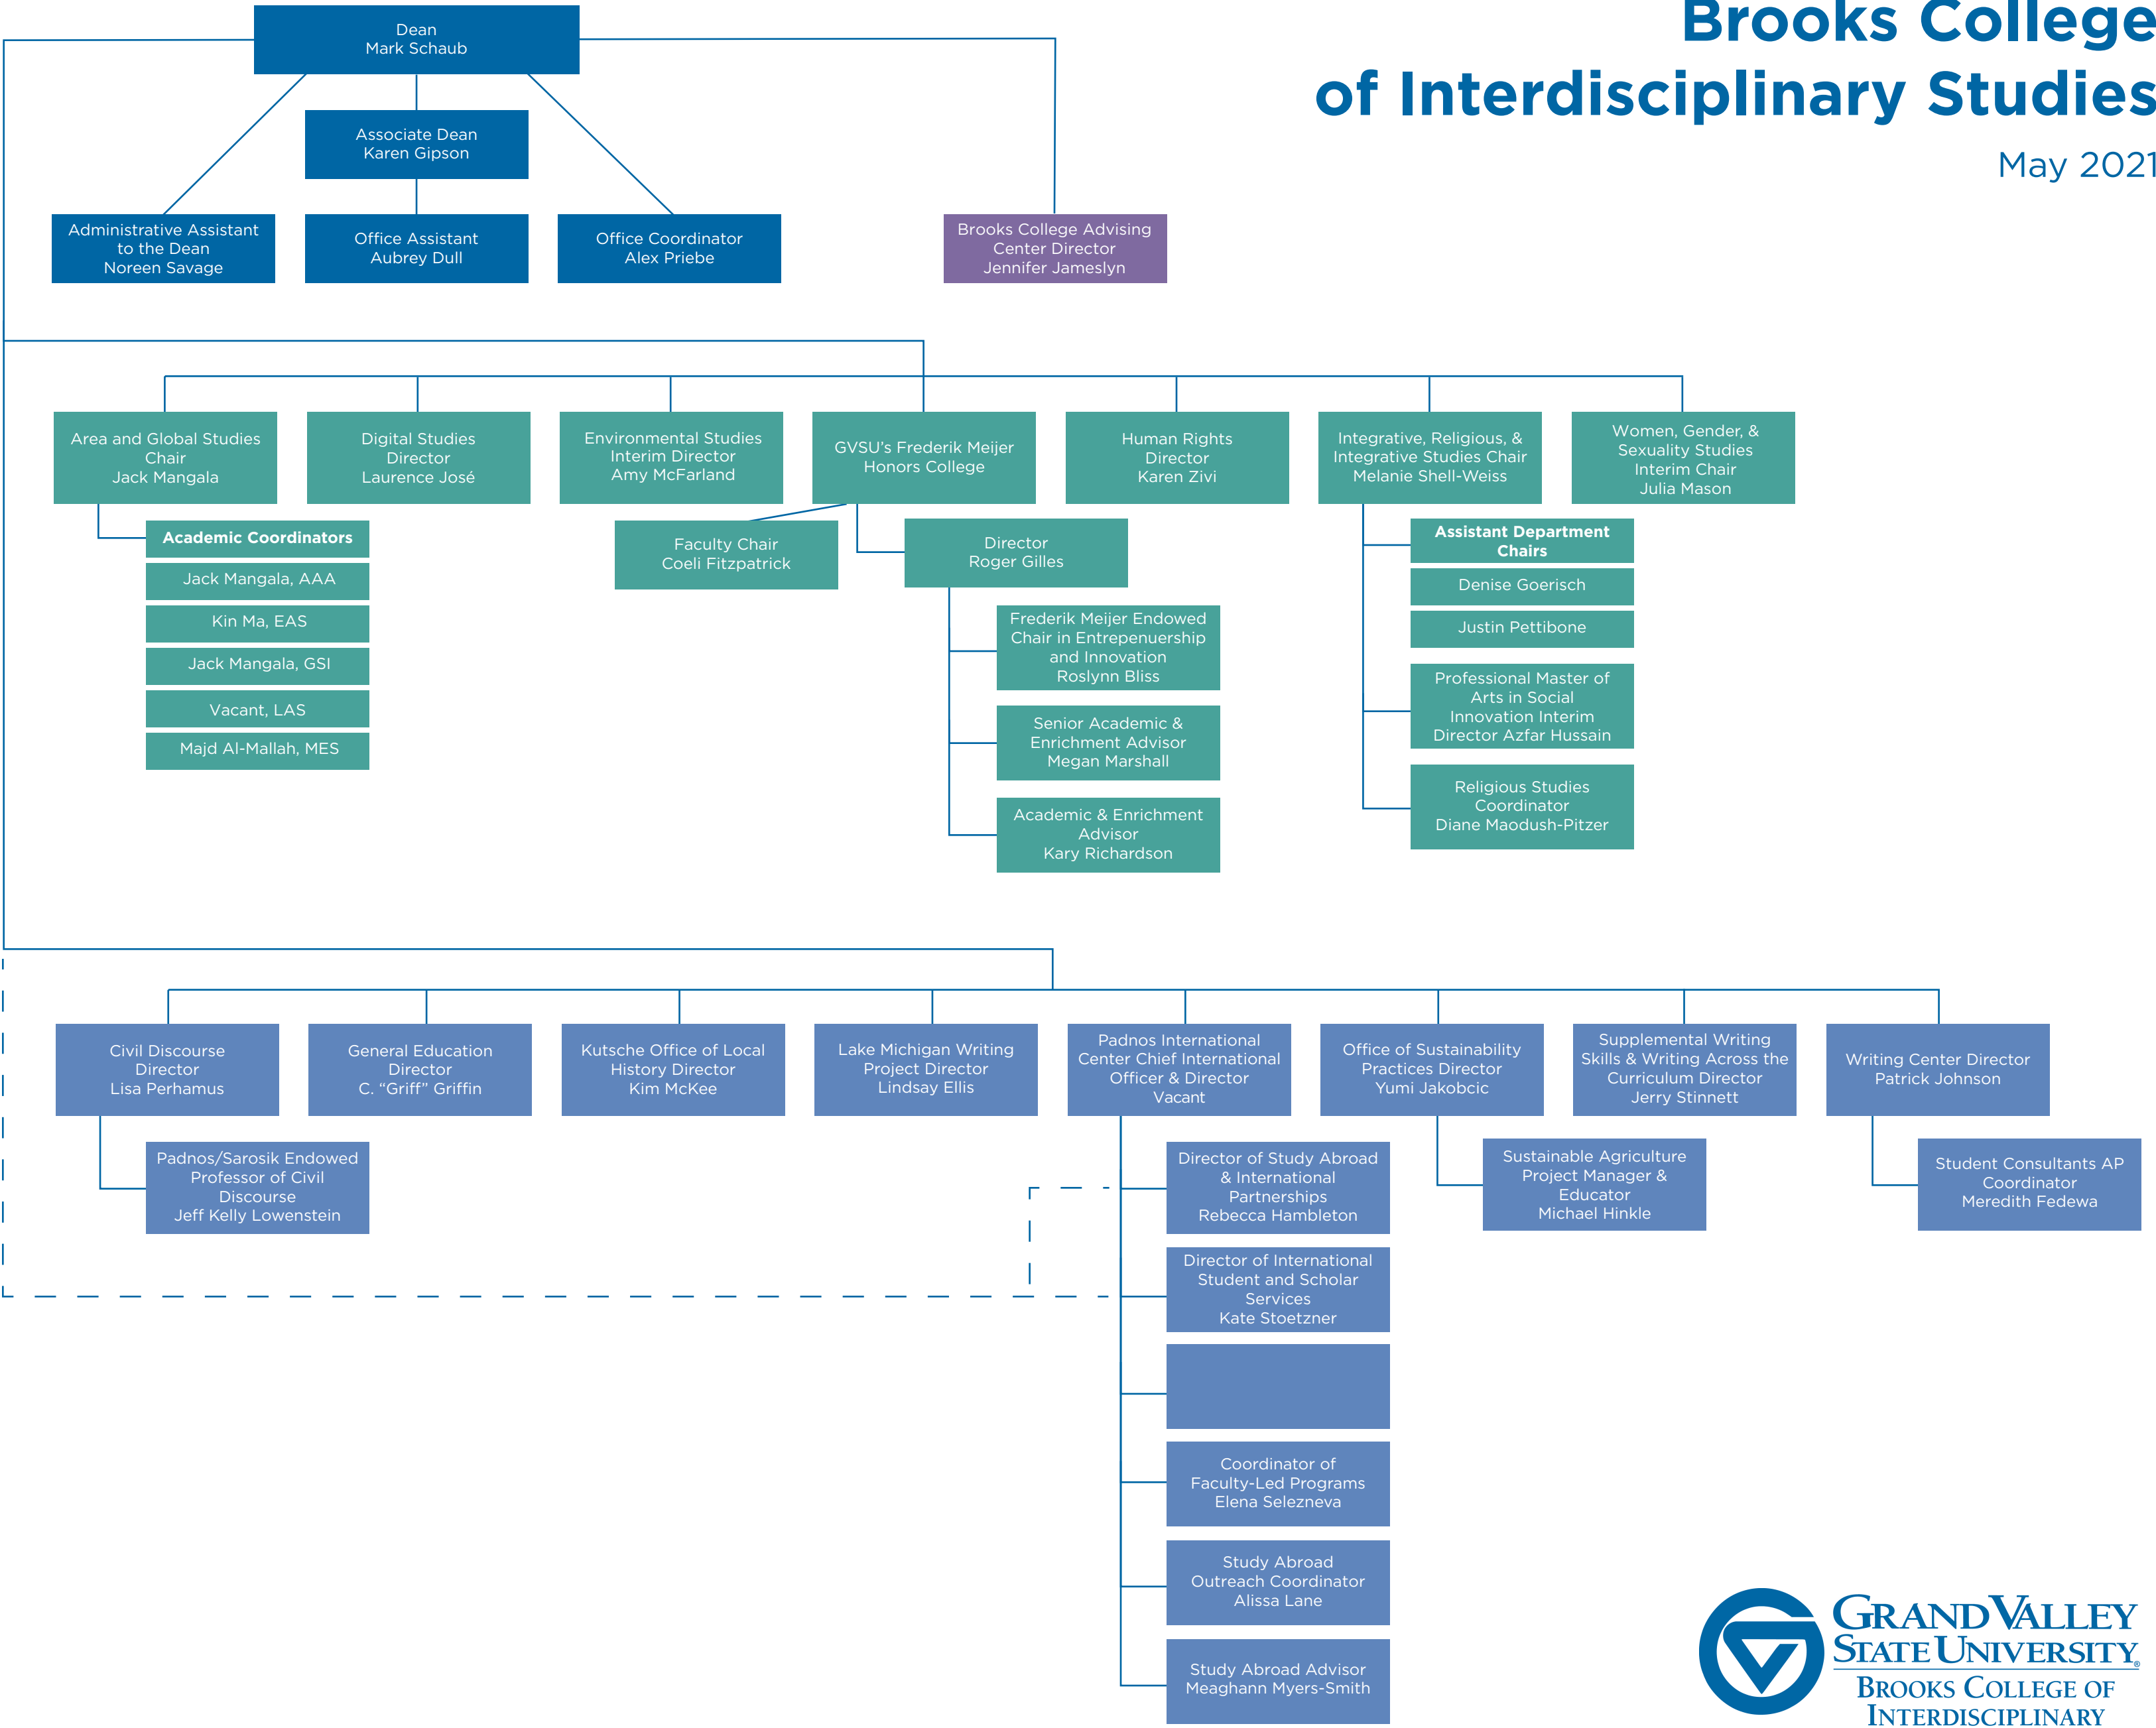 Brooks College
of Interdisciplinary Studies
May 2021
Dean
Mark Schaub
Associate Dean
Karen Gipson
Administrative Assistant
to the Dean
Noreen Savage
Office Assistant
Aubrey Dull
Office Coordinator
Alex Priebe
Brooks College Advising
Center Director
Jennifer Jameslyn
Area and Global Studies
Chair
Jack Mangala
Digital Studies
Director
Laurence José
Environmental Studies
Interim Director
Amy McFarland
GVSU’s Frederik Meijer
Honors College
Human Rights
Director
Karen Zivi
Integrative, Religious, &
Integrative Studies Chair
Melanie Shell-Weiss
Women, Gender, &
Sexuality Studies
Interim Chair
Julia Mason
Academic Coordinators
Jack Mangala, AAA
Kin Ma, EAS
Jack Mangala, GSI
Vacant, LAS
Majd Al-Mallah, MES
Faculty Chair
Coeli Fitzpatrick
Director
Roger Gilles
Frederik Meijer Endowed
Chair in Entrepenuership
and Innovation
Roslynn Bliss
Senior Academic &
Enrichment Advisor
Megan Marshall
Academic & Enrichment
Advisor
Kary Richardson
Assistant Department
Chairs
Denise Goerisch
Justin Pettibone
Professional Master of
Arts in Social
Innovation Interim
Director Azfar Hussain
Religious Studies
Coordinator
Diane Maodush-Pitzer
Civil Discourse
Director
Lisa Perhamus
General Education
Director
C. “Griff” Griffin
Kutsche Office of Local
History Director
Kim McKee
Lake Michigan Writing
Project Director
Lindsay Ellis
Padnos International
Center Chief International
Officer & Director
Vacant
Office of Sustainability
Practices Director
Yumi Jakobcic
Supplemental Writing
Skills & Writing Across the
Curriculum Director
Jerry Stinnett
Writing Center Director
Patrick Johnson
Padnos/Sarosik Endowed
Professor of Civil
Discourse
Jeff Kelly Lowenstein
Director of Study Abroad
& International
Partnerships
Rebecca Hambleton
Director of International
Student and Scholar
Services
Kate Stoetzner
Coordinator of
Faculty-Led Programs
Elena Selezneva
Study Abroad
Outreach Coordinator
Alissa Lane
Study Abroad Advisor
Meaghann Myers-Smith
Sustainable Agriculture
Project Manager &
Educator
Michael Hinkle
Student Consultants AP
Coordinator
Meredith Fedewa
GRAND VALLEY
STATE UNIVERSITY®
BROOKS COLLEGE OF
INTERDISCIPLINARY